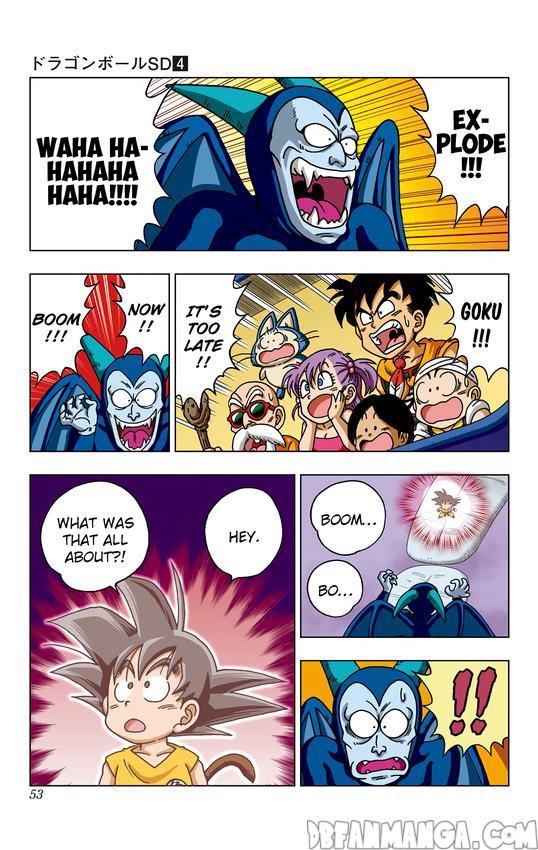 ドラゴンボールSD4
EX-
PLODE
!!!
WAHA HA-
HAHAHA
HAHA!!!!
GOKU
!!!
IT'S
TOO
LATE
!!
NOW
!!
BOOM
!!!
BOOM...
BO...
!!
HEY.
WHAT WAS
THAT ALL
ABOUT?!
53
DBFANMANGA.COM